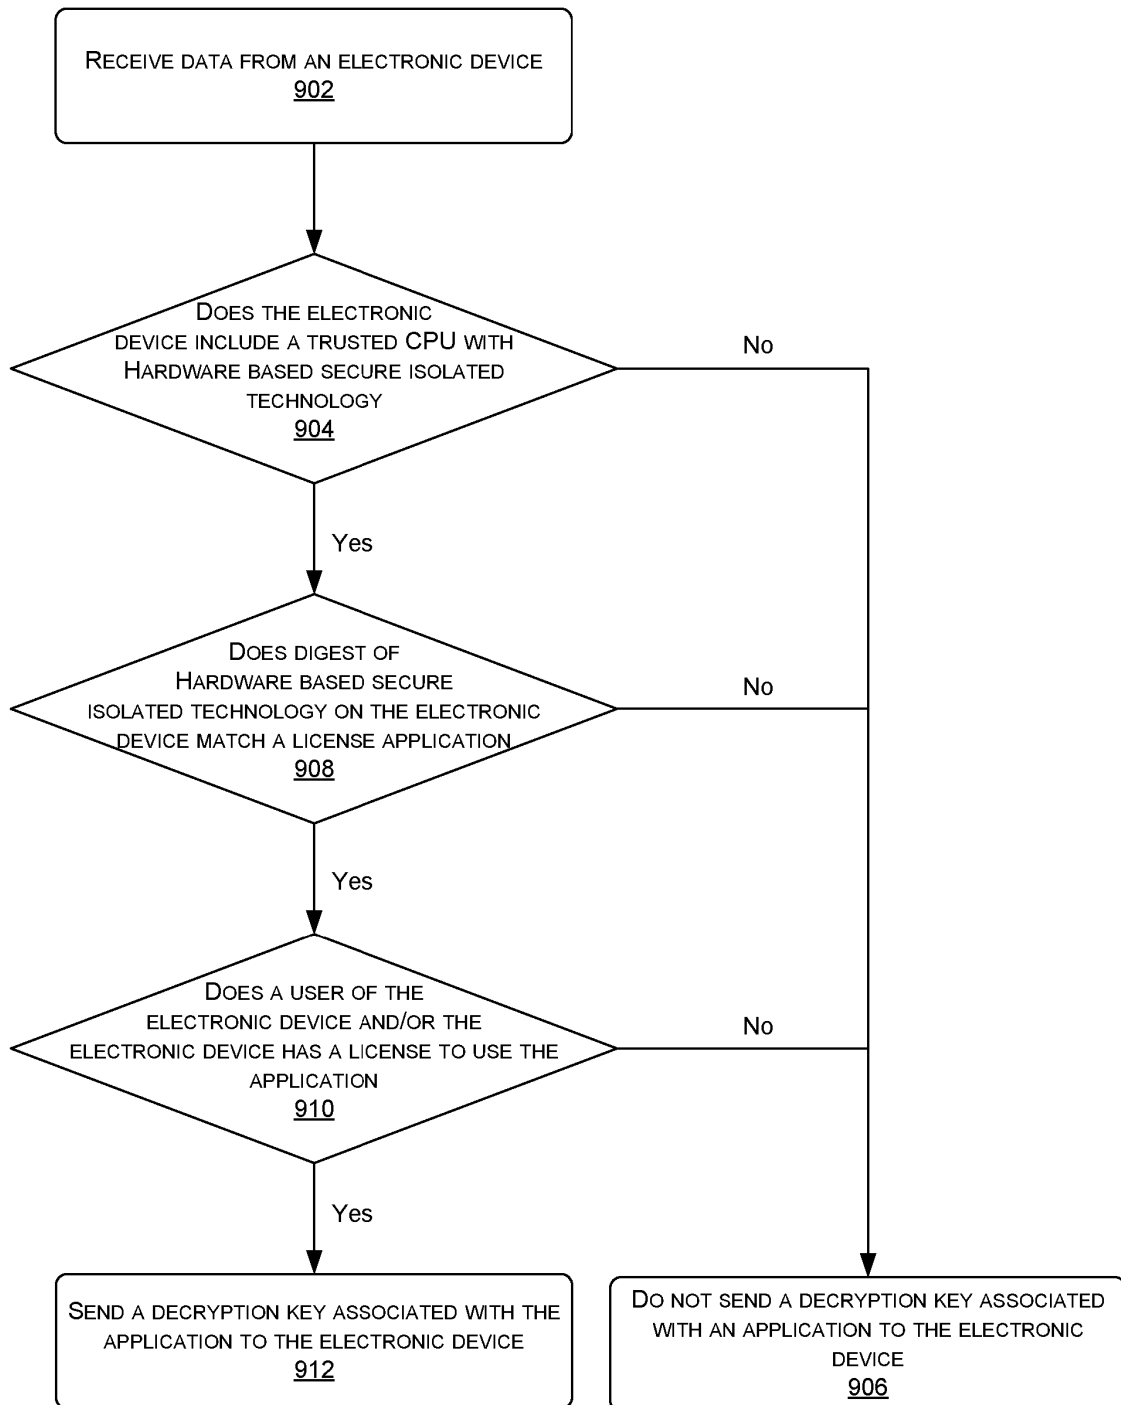 Receive data from an electronic device
902
Does the electronic
device include a trusted CPU with
Hardware based secure isolated
technology
904
No
Yes
Does digest of
Hardware based secure
isolated technology on the electronic
device match a license application
908
No
Yes
Does a user of the
electronic device and/or the
electronic device has a license to use the
application
910
No
Yes
Send a decryption key associated with the
application to the electronic device
912
Do not send a decryption key associated
with an application to the electronic
device
906